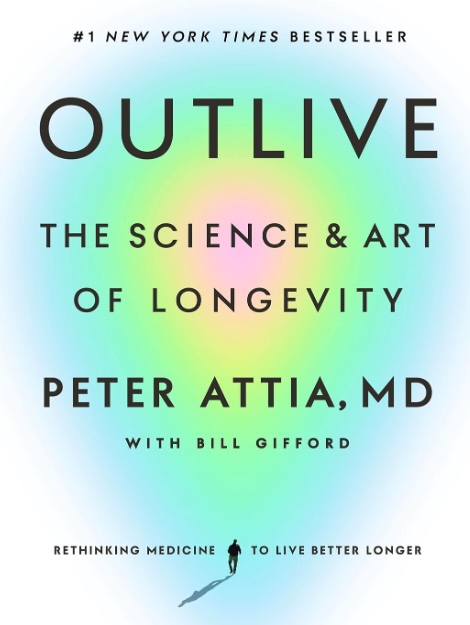 #1 NEW YORK TIMES BESTSELLER
OUTLIVE
THE SCIENCE & ART
OF LONGEVITY
PETER ATTIA, MD
WITH BILL GIFFORD
RETHINKING MEDICINE TO LIVE BETTER LONGER